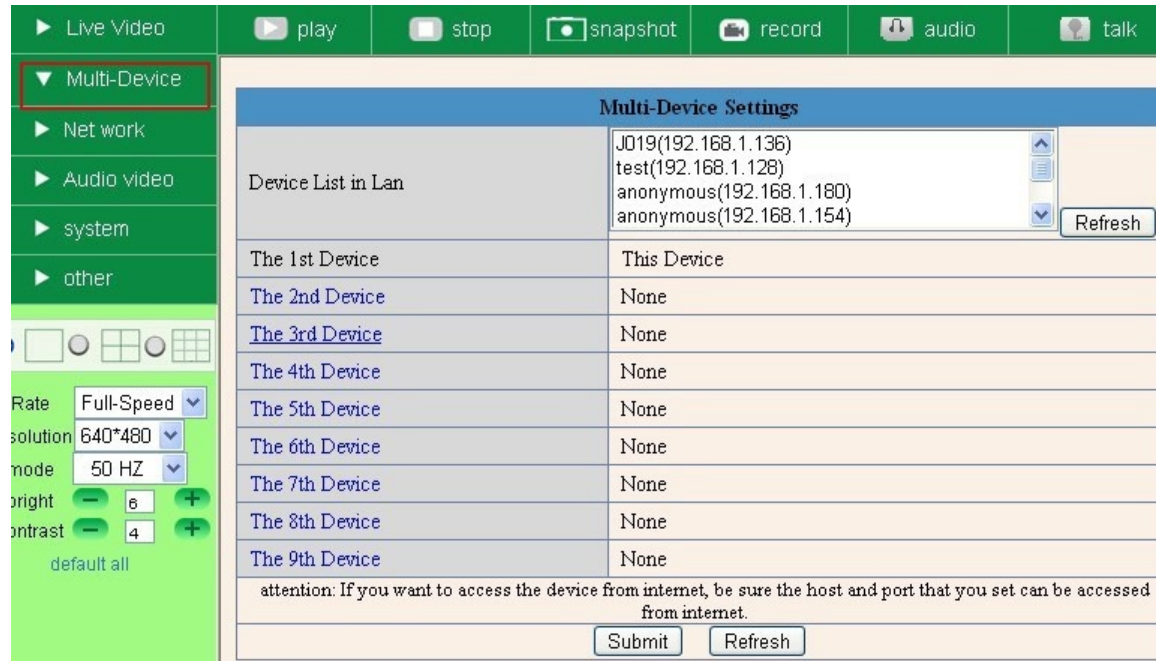 Live Video
play
stop
snapshot
record
audio
talk
Multi-Device
Net work
Audio video
system
other
Rate Full-Speed
solution 640*480
mode 50 HZ
bright 6
ontrast 4
default all
Multi-Device Settings
Device List in Lan
J019(192.168.1.136)
test(192.168.1.128)
anonymous(192.168.1.180)
anonymous(192.168.1.154)
Refresh
The 1st Device This Device
The 2nd Device None
The 3rd Device None
The 4th Device None
The 5th Device None
The 6th Device None
The 7th Device None
The 8th Device None
The 9th Device None
attention: If you want to access the device from internet, be sure the host and port that you set can be accessed
from internet.
Submit Refresh